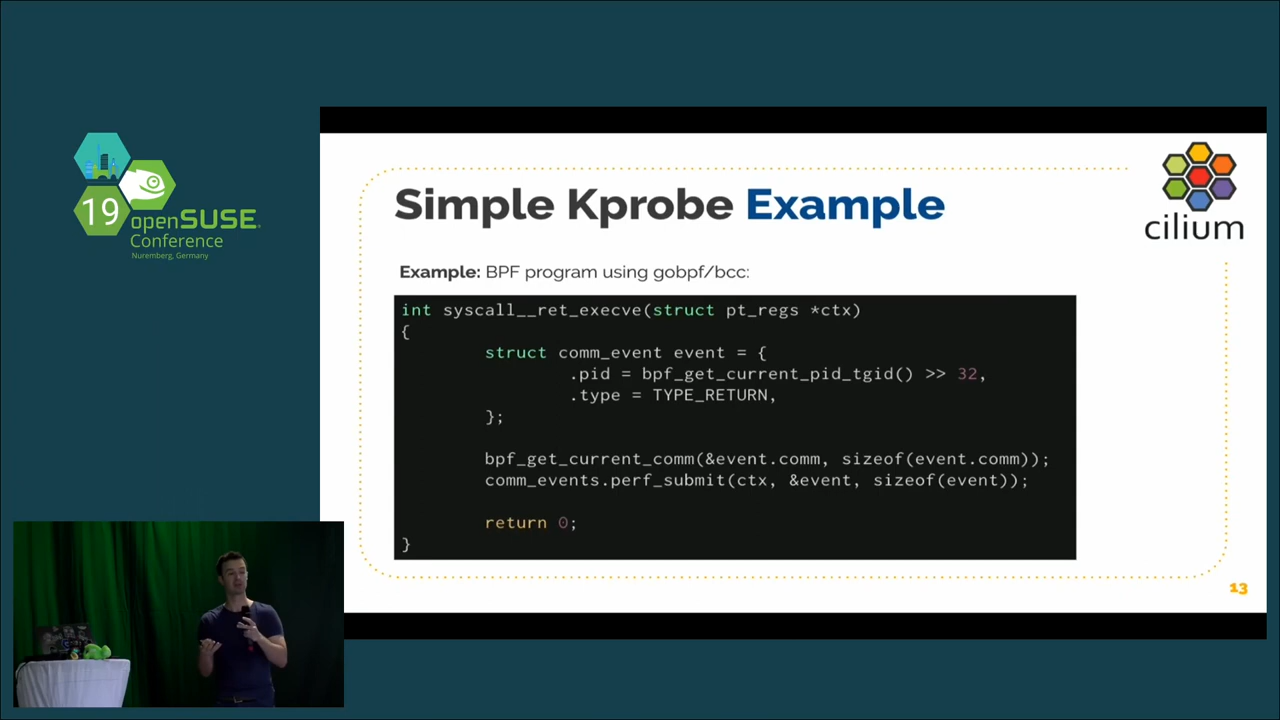 19
openSUSE
Conference
Nuremberg, Germany
Simple Kprobe Example
cilium
Example: BPF program using gobpf/bcc:
int syscall__ret_execve(struct pt_regs *ctx)
{
        struct comm_event event = {
                .pid = bpf_get_current_pid_tgid() >> 32,
                .type = TYPE_RETURN,
        };

        bpf_get_current_comm(&event.comm, sizeof(event.comm));
        comm_events.perf_submit(ctx, &event, sizeof(event));

        return 0;
}
13